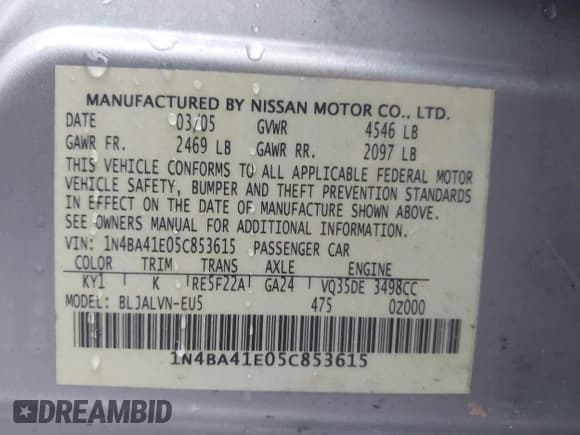 MANUFACTURED BY NISSAN MOTOR CO., LTD.
DATE 03/05 GVWR 4546 LB
GAWR FR. 2469 LB GAWR RR. 2097 LB
THIS VEHICLE CONFORMS TO ALL APPLICABLE FEDERAL MOTOR
VEHICLE SAFETY, BUMPER AND THEFT PREVENTION STANDARDS
IN EFFECT ON THE DATE OF MANUFACTURE SHOWN ABOVE.
SEE OWNERS MANUAL FOR ADDITIONAL INFORMATION.
VIN: 1N4BA41E05C853615 PASSENGER CAR
COLOR TRIM TRANS AXLE ENGINE
KY1 K RE5F22A GA24 VQ35DE 3498CC
MODEL: BLJALVN-EU5 475 0Z000
1N4BA41E05C853615
DREAMBID